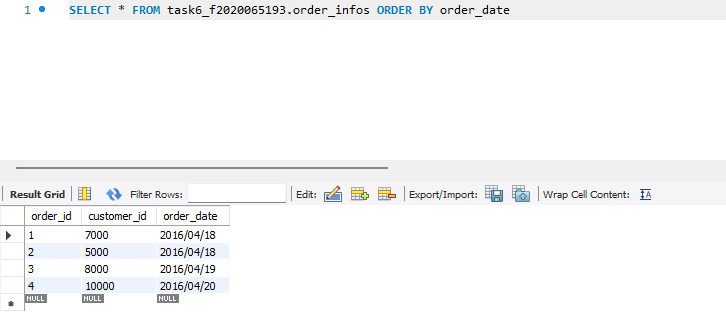 1 SELECT * FROM task6_f2020065193.order_infos ORDER BY order_date
Result Grid Filter Rows: Edit: Export/Import: Wrap Cell Content: IA
order_id customer_id order_date
1 7000 2016/04/18
2 5000 2016/04/18
3 8000 2016/04/19
4 10000 2016/04/20
NULL NULL NULL